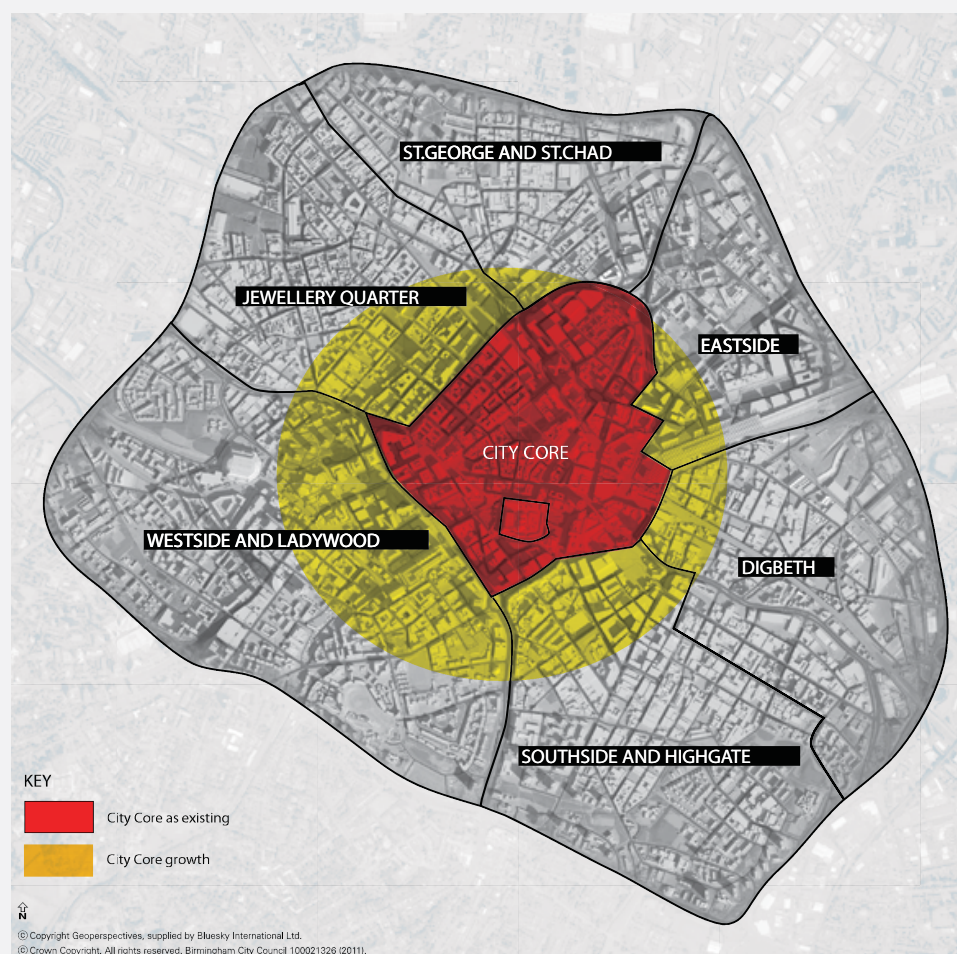 ST.GEORGE AND ST.CHAD
JEWELLERY QUARTER
EASTSIDE
CITY CORE
WESTSIDE AND LADYWOOD
DIGBETH
SOUTHSIDE AND HIGHGATE
KEY
City Core as existing
City Core growth
N
© Copyright Geoperspectives, supplied by Bluesky International Ltd.
© Crown Copyright. All rights reserved. Birmingham City Council 100021326 (2011).